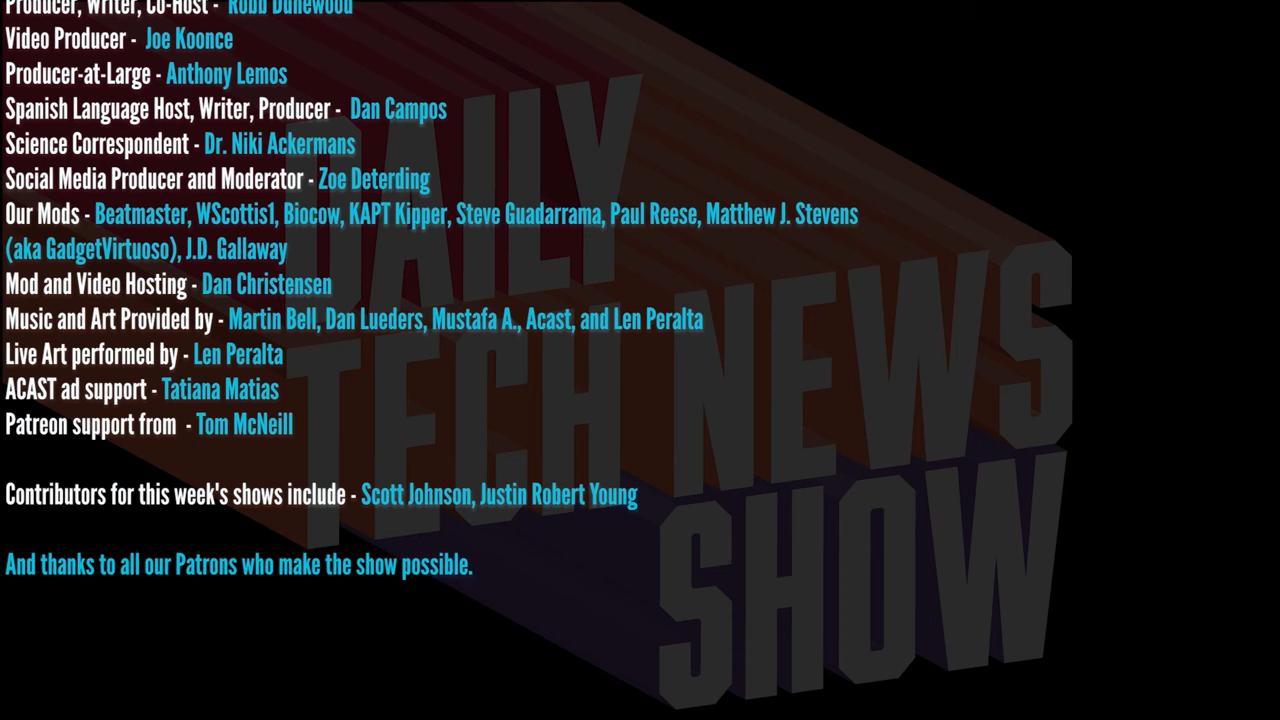 Producer, Writer, Co-Host - Robb Dunewood
Video Producer - Joe Koonce
Producer-at-Large - Anthony Lemos
Spanish Language Host, Writer, Producer - Dan Campos
Science Correspondent - Dr. Niki Ackermans
Social Media Producer and Moderator - Zoe Deterding
Our Mods - Beatmaster, WScottis1, Biocow, KAPT Kipper, Steve Guadarrama, Paul Reese, Matthew J. Stevens
(aka GadgetVirtuoso), J.D. Gallaway
Mod and Video Hosting - Dan Christensen
Music and Art Provided by - Martin Bell, Dan Lueders, Mustafa A., Acast, and Len Peralta
Live Art performed by - Len Peralta
ACAST ad support - Tatiana Matias
Patreon support from - Tom McNeill
Contributors for this week's shows include - Scott Johnson, Justin Robert Young
And thanks to all our Patrons who make the show possible.
DAILY
TECH NEWS
SHOW